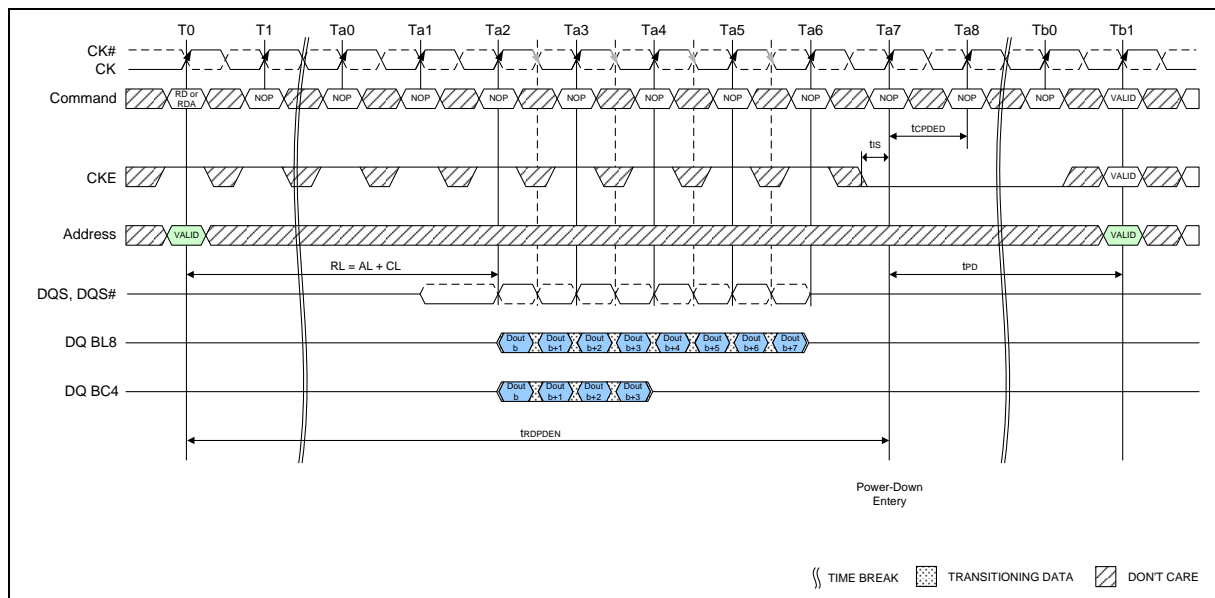 T0 T1 Ta0 Ta1 Ta2 Ta3 Ta4 Ta5 Ta6 Ta7 Ta8 Tb0 Tb1
CK#
CK
Command RD or RDA NOP NOP NOP NOP NOP NOP NOP NOP NOP NOP NOP VALID
tCPDED
tIS
CKE VALID
Address VALID VALID
RL = AL + CL tPD
DQS, DQS#
DQ BL8 Dout b Dout b+1 Dout b+2 Dout b+3 Dout b+4 Dout b+5 Dout b+6 Dout b+7
DQ BC4 Dout b Dout b+1 Dout b+2 Dout b+3
tRDPDEN
Power-Down
Entery
TIME BREAK TRANSITIONING DATA DON'T CARE